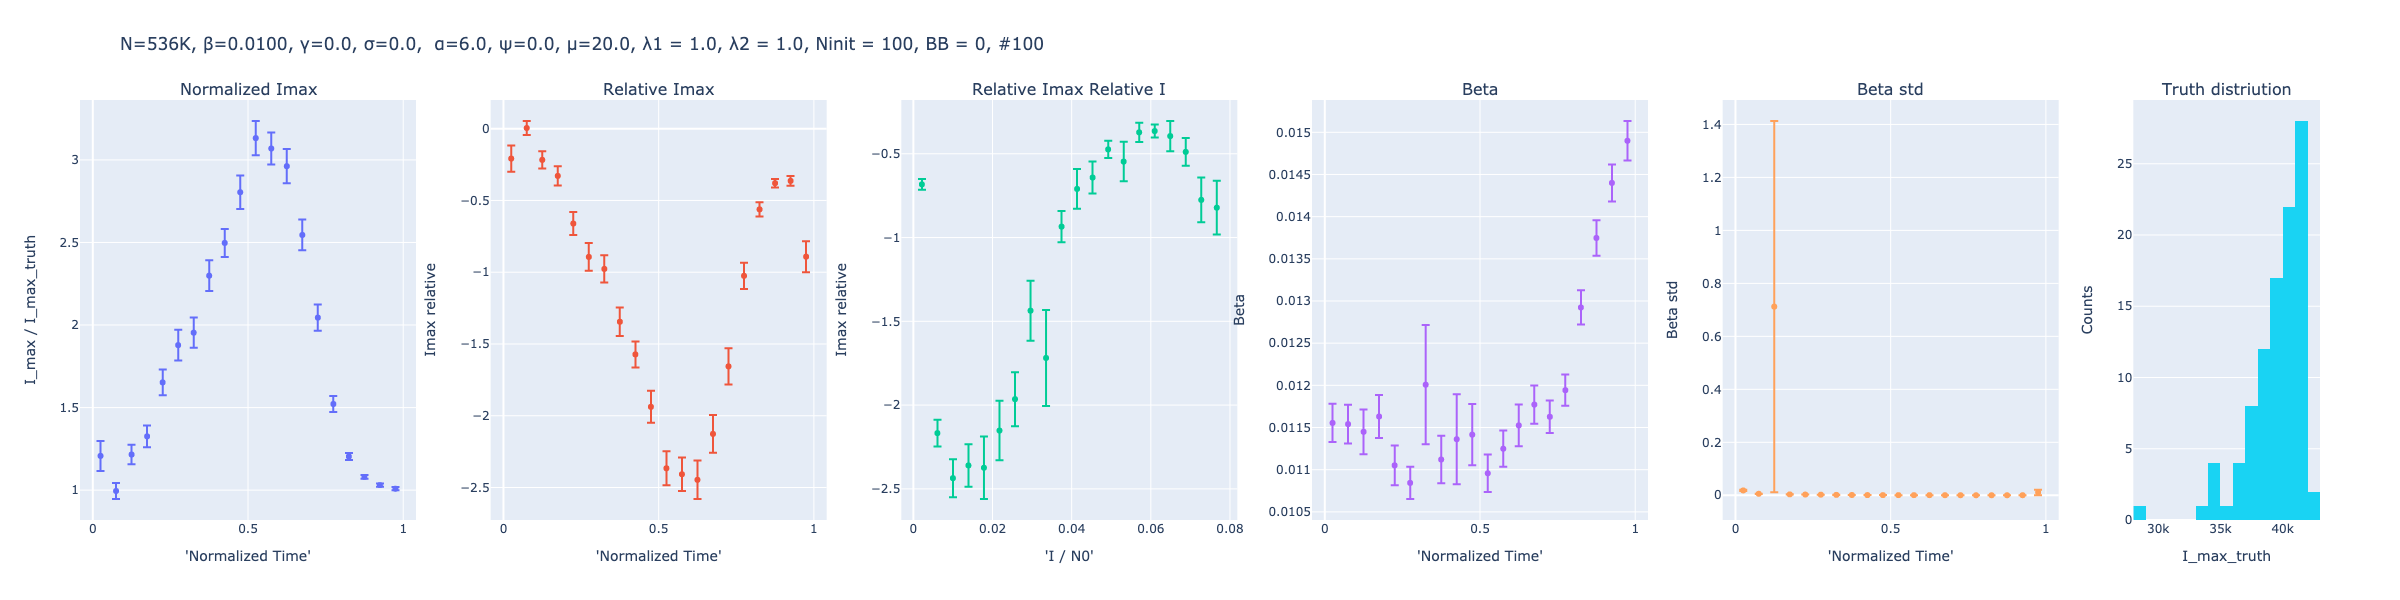 N=536K, β=0.0100, γ=0.0, σ=0.0,  α=6.0, ψ=0.0, μ=20.0, λ1 = 1.0, λ2 = 1.0, Ninit = 100, BB = 0, #100
Normalized Imax
I_max / I_max_truth
3
2.5
2
1.5
1
0
0.5
1
'Normalized Time'
Relative Imax
Imax relative
0
−0.5
−1
−1.5
−2
−2.5
0
0.5
1
'Normalized Time'
Relative Imax Relative I
Imax relative
−0.5
−1
−1.5
−2
−2.5
0
0.02
0.04
0.06
0.08
'I / N0'
Beta
Beta
0.015
0.0145
0.014
0.0135
0.013
0.0125
0.012
0.0115
0.011
0.0105
0
0.5
1
'Normalized Time'
Beta std
Beta std
1.4
1.2
1
0.8
0.6
0.4
0.2
0
0
0.5
1
'Normalized Time'
Truth distriution
Counts
25
20
15
10
5
0
30k
35k
40k
I_max_truth